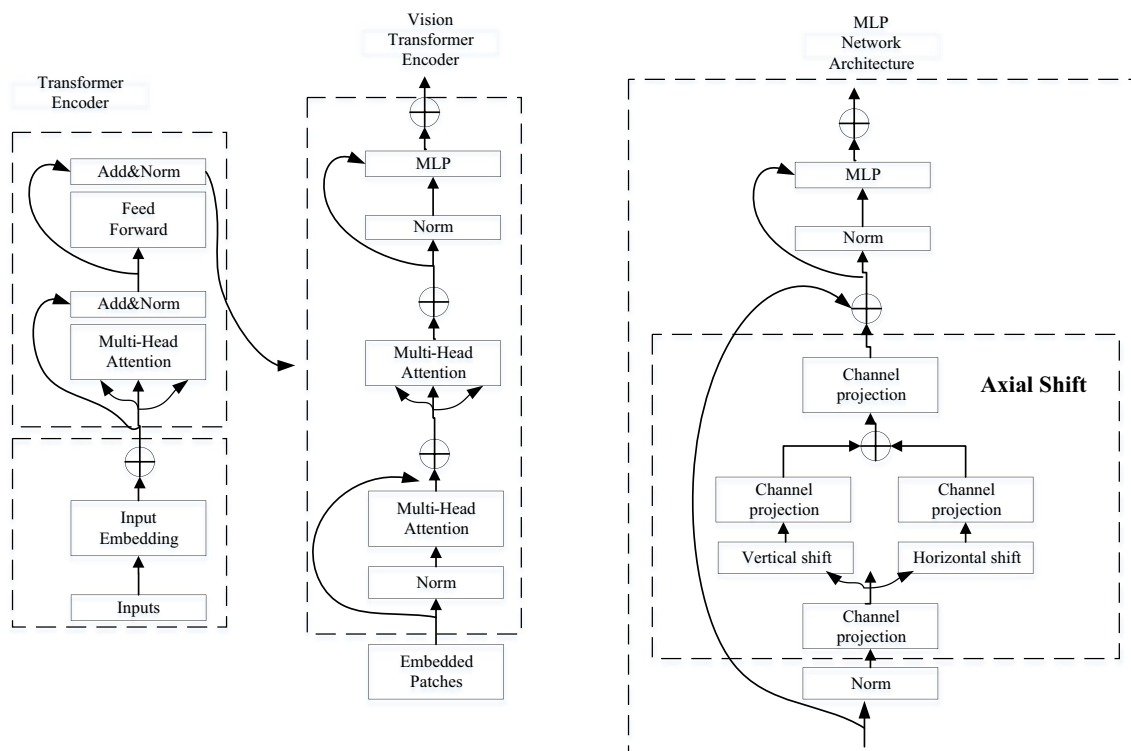 Transformer
Encoder
Add&Norm
Feed
Forward
Add&Norm
Multi-Head
Attention
Input
Embedding
Inputs
Vision
Transformer
Encoder
MLP
Norm
Multi-Head
Attention
Multi-Head
Attention
Norm
Embedded
Patches
MLP
Network
Architecture
MLP
Norm
Channel
projection
Axial Shift
Channel
projection
Channel
projection
Vertical shift
Horizontal shift
Channel
projection
Norm